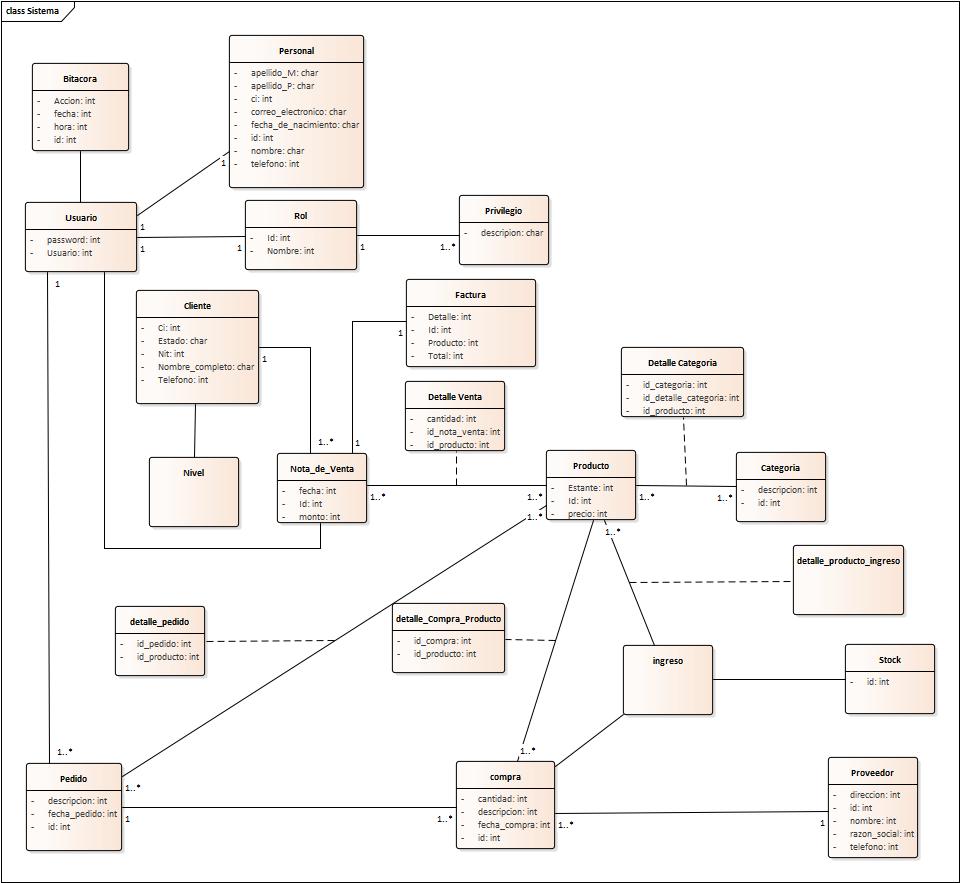 class Sistema
Personal
- apellido_M: char
- apellido_P: char
- ci: int
- correo_electronico: char
- fecha_de_nacimiento: char
- id: int
- nombre: char
- telefono: int
Bitacora
- Accion: int
- fecha: int
- hora: int
- id: int
1
Usuario
- password: int
- Usuario: int
1
1
1
Rol
- Id: int
- Nombre: int
1
1
Privilegio
- descripion: char
1..*
Cliente
- Ci: int
- Estado: char
- Nit: int
- Nombre_completo: char
- Telefono: int
1
Factura
- Detalle: int
- Id: int
- Producto: int
- Total: int
1
Detalle Venta
- cantidad: int
- id_nota_venta: int
- id_producto: int
Detalle Categoria
- id_categoria: int
- id_detalle_categoria: int
- id_producto: int
Nivel
1..*
1
Nota_de_Venta
- fecha: int
- Id: int
- monto: int
1..*
Producto
- Estante: int
- Id: int
- precio: int
1..*
1..*
1..*
1..*
Categoria
- descripcion: int
- id: int
1..*
detalle_producto_ingreso
detalle_pedido
- id_pedido: int
- id_producto: int
detalle_Compra_Producto
- id_compra: int
- id_producto: int
ingreso
Stock
- id: int
1..*
Pedido
- descripcion: int
- fecha_pedido: int
- id: int
1..*
1
1..*
compra
- cantidad: int
- descripcion: int
- fecha_compra: int
- id: int
1..*
1..*
Proveedor
- direccion: int
- id: int
- nombre: int
- razon_social: int
- telefono: int
1